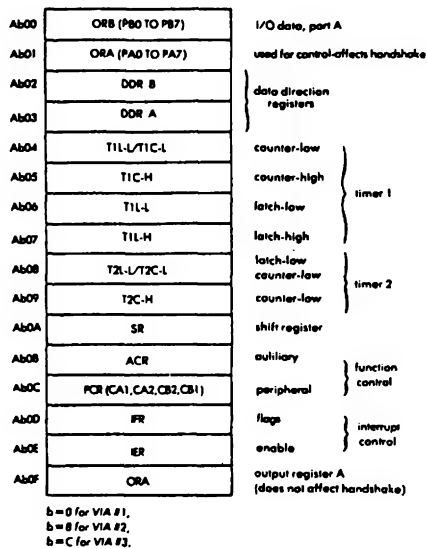 Ab00 ORB (PB0 TO PB7) I/O data, port A
Ab01 ORA (PA0 TO PA7) used for control-affects handshake
Ab02 DDR B
data direction
registers
Ab03 DDR A
Ab04 T1L-L/T1C-L counter-low
Ab05 T1C-H counter-high
timer 1
Ab06 T1L-L latch-low
Ab07 T1L-H latch-high
Ab08 T2L-L/T2C-L latch-low
counter-low
timer 2
Ab09 T2C-H counter-low
Ab0A SR shift register
Ab0B ACR auliliary
function
control
Ab0C PCR (CA1,CA2,CB2,CB1) peripheral
Ab0D IFR flags
interrupt
control
Ab0E IER enable
Ab0F ORA output register A
(does not affect handshake)
b = 0 for VIA #1,
b = B for VIA #2,
b = C for VIA #3,